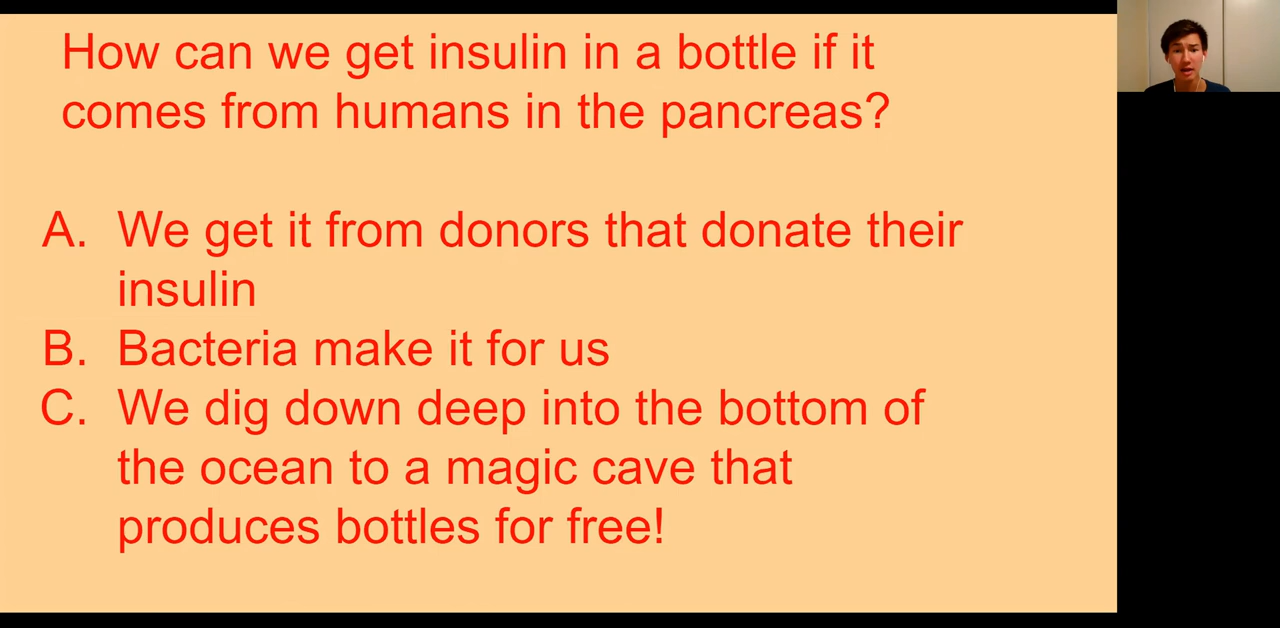 How can we get insulin in a bottle if it
comes from humans in the pancreas?
A. We get it from donors that donate their
insulin
B. Bacteria make it for us
C. We dig down deep into the bottom of
the ocean to a magic cave that
produces bottles for free!